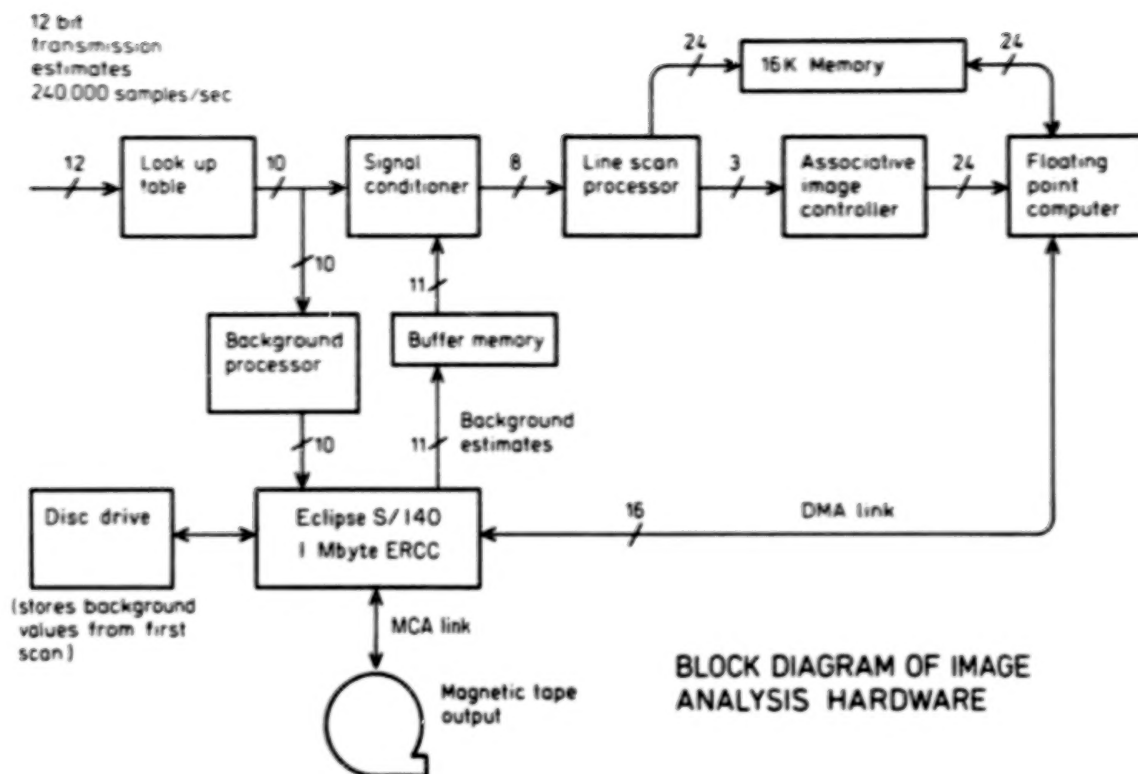 12 bit
transmission
estimates
240,000 samples/sec
12
Look up
table
10
Signal
conditioner
8
Line scan
processor
3
Associative
image
controller
24
Floating
point
computer
24
16K Memory
24
10
11
Background
processor
Buffer memory
10
11
Background
estimates
Disc drive
Eclipse S/140
1 Mbyte ERCC
16
DMA link
(stores background
values from first
scan)
MCA link
Magnetic tape
output
BLOCK DIAGRAM OF IMAGE
ANALYSIS HARDWARE